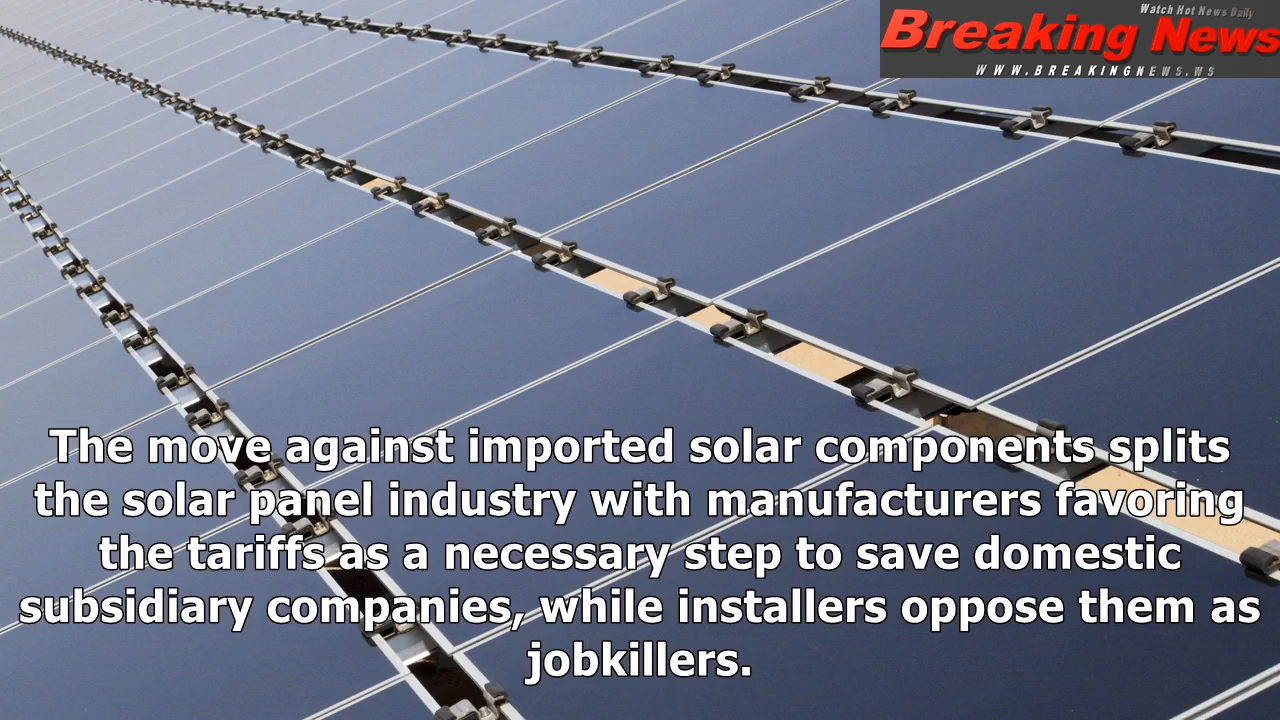 Watch Hot News Daily
Breaking News
WWW.BREAKINGNEWS.WS
The move against imported solar components splits
the solar panel industry with manufacturers favoring
the tariffs as a necessary step to save domestic
subsidiary companies, while installers oppose them as
jobkillers.